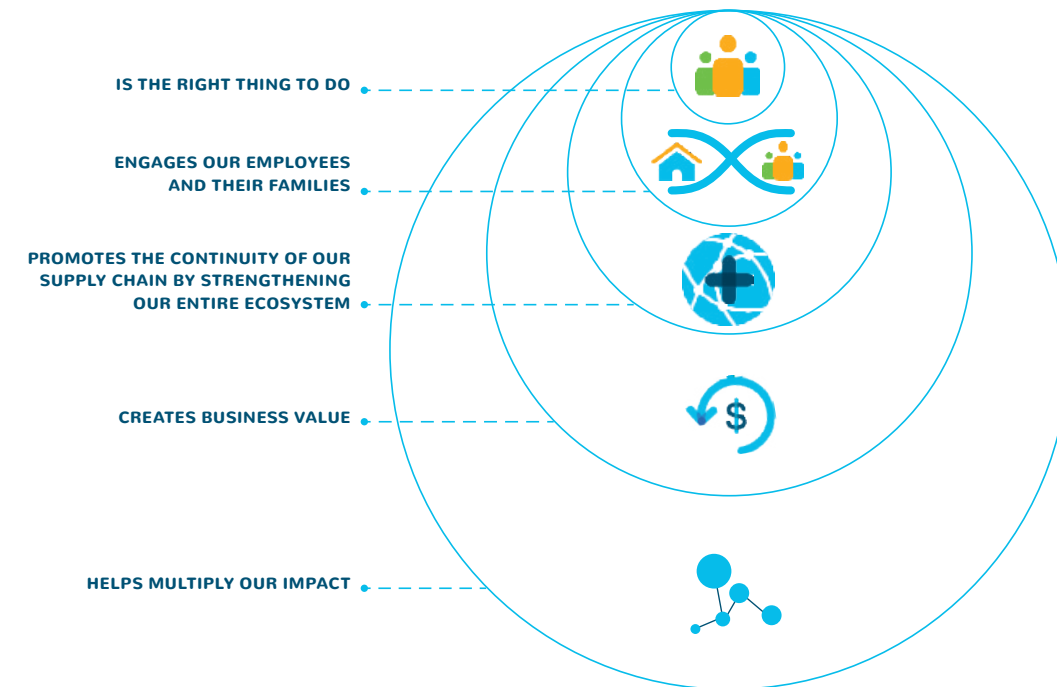 IS THE RIGHT THING TO DO
ENGAGES OUR EMPLOYEES
AND THEIR FAMILIES
PROMOTES THE CONTINUITY OF OUR
SUPPLY CHAIN BY STRENGTHENING
OUR ENTIRE ECOSYSTEM
CREATES BUSINESS VALUE
$
HELPS MULTIPLY OUR IMPACT